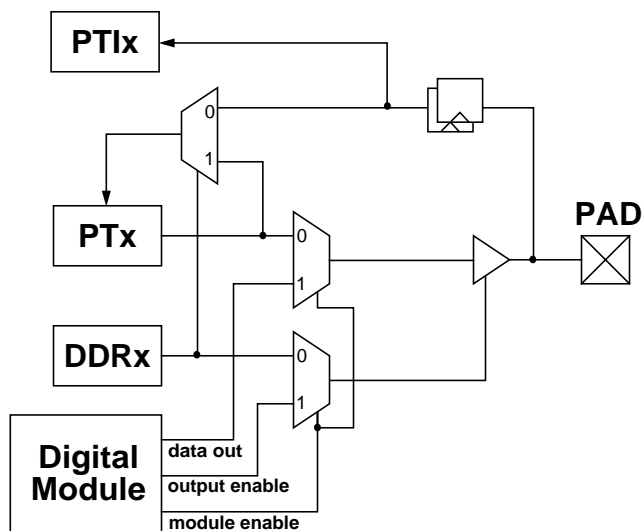 PTIx
0
1
PTx
PAD
0
1
DDRx
0
1
Digital
Module
data out
output enable
module enable